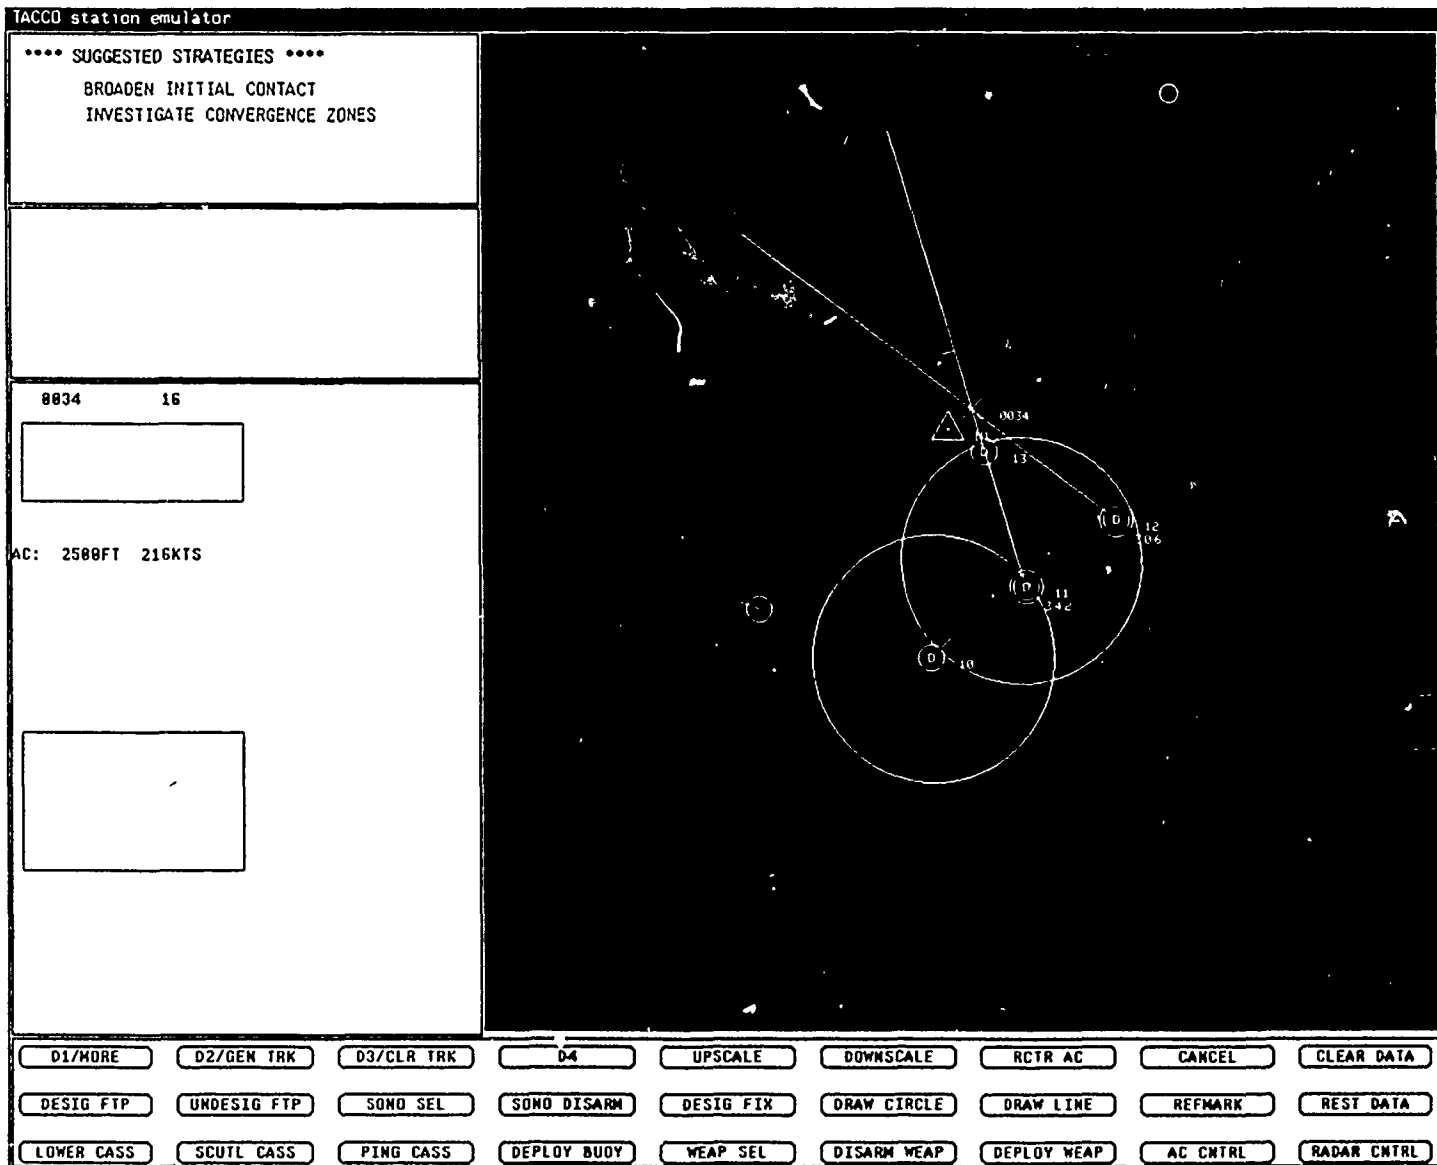 TACCO station emulator
**** SUGGESTED STRATEGIES ****
BROADEN INITIAL CONTACT
INVESTIGATE CONVERGENCE ZONES
0034 16
AC: 2500FT 216KTS
0034
D 13
D 12
306
D 11
342
D 10
D1/MORE D2/GEN TRK D3/CLR TRK D4 UPSCALE DOWNSCALE RCTR AC CANCEL CLEAR DATA
DESIG FTP UNDESIG FTP SONO SEL SONO DISARM DESIG FIX DRAW CIRCLE DRAW LINE REFMARK REST DATA
LOWER CASS SCUTL CASS PING CASS DEPLOY BUOY WEAP SEL DISARM WEAP DEPLOY WEAP AC CNTRL RADAR CNTRL